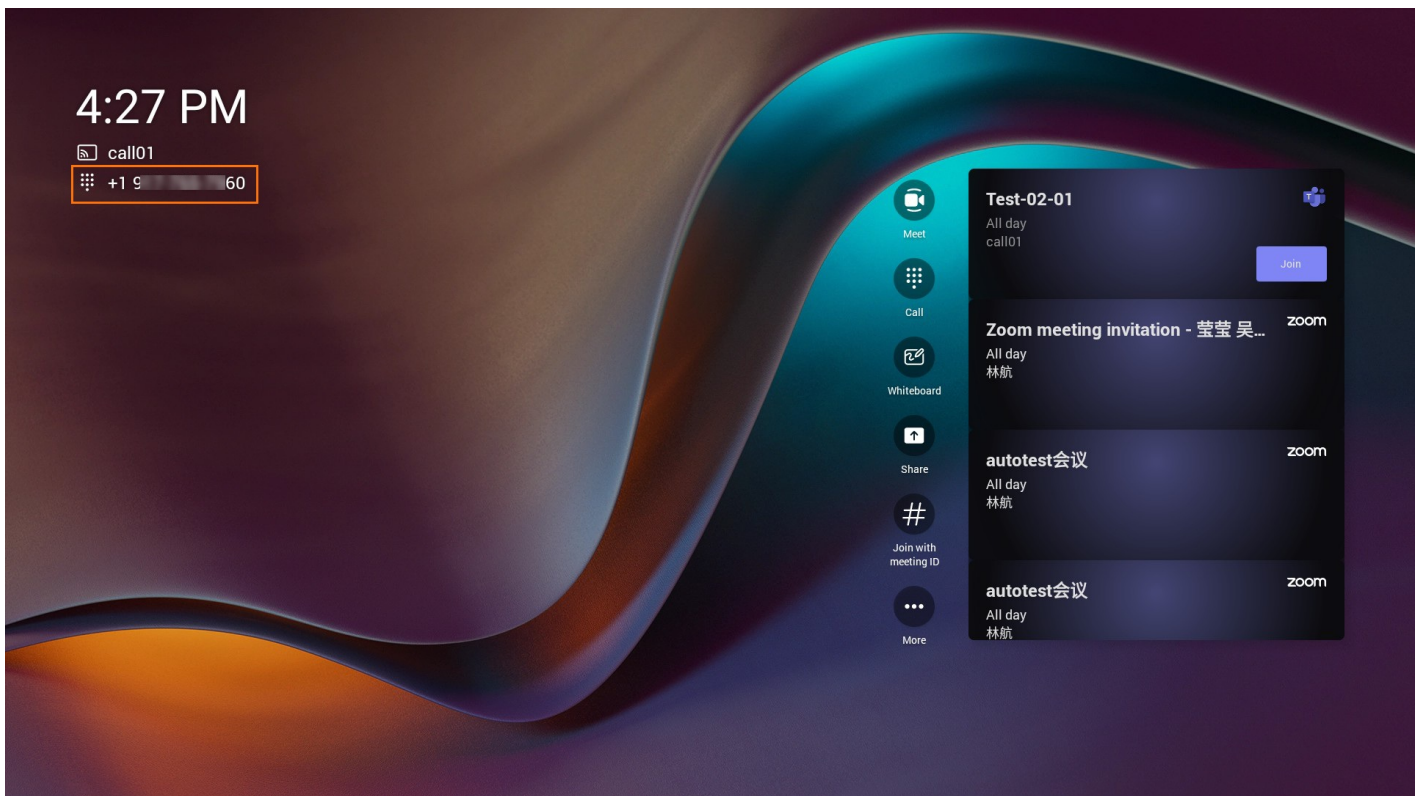 4:27 PM
call01
+1 9 60
Meet
Call
Whiteboard
Share
Join with
meeting ID
More
Test-02-01
All day
call01
Join
Zoom meeting invitation - 莹莹 吴...
zoom
All day
林航
autotest会议
zoom
All day
林航
autotest会议
zoom
All day
林航